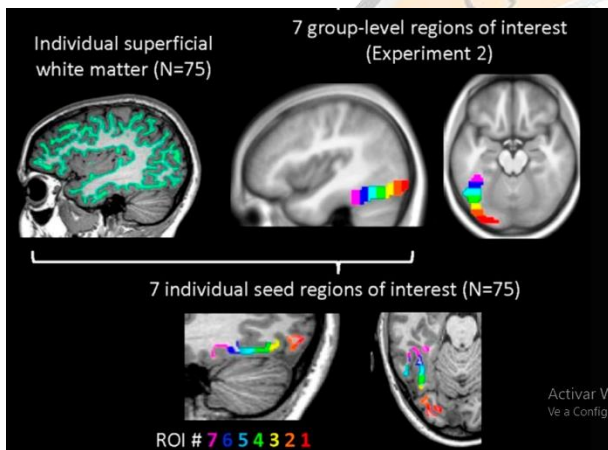 Individual superficial
white matter (N=75)
7 group-level regions of interest
(Experiment 2)
7 individual seed regions of interest (N=75)
ROI # 7 6 5 4 3 2 1
Activar
Ve a Config